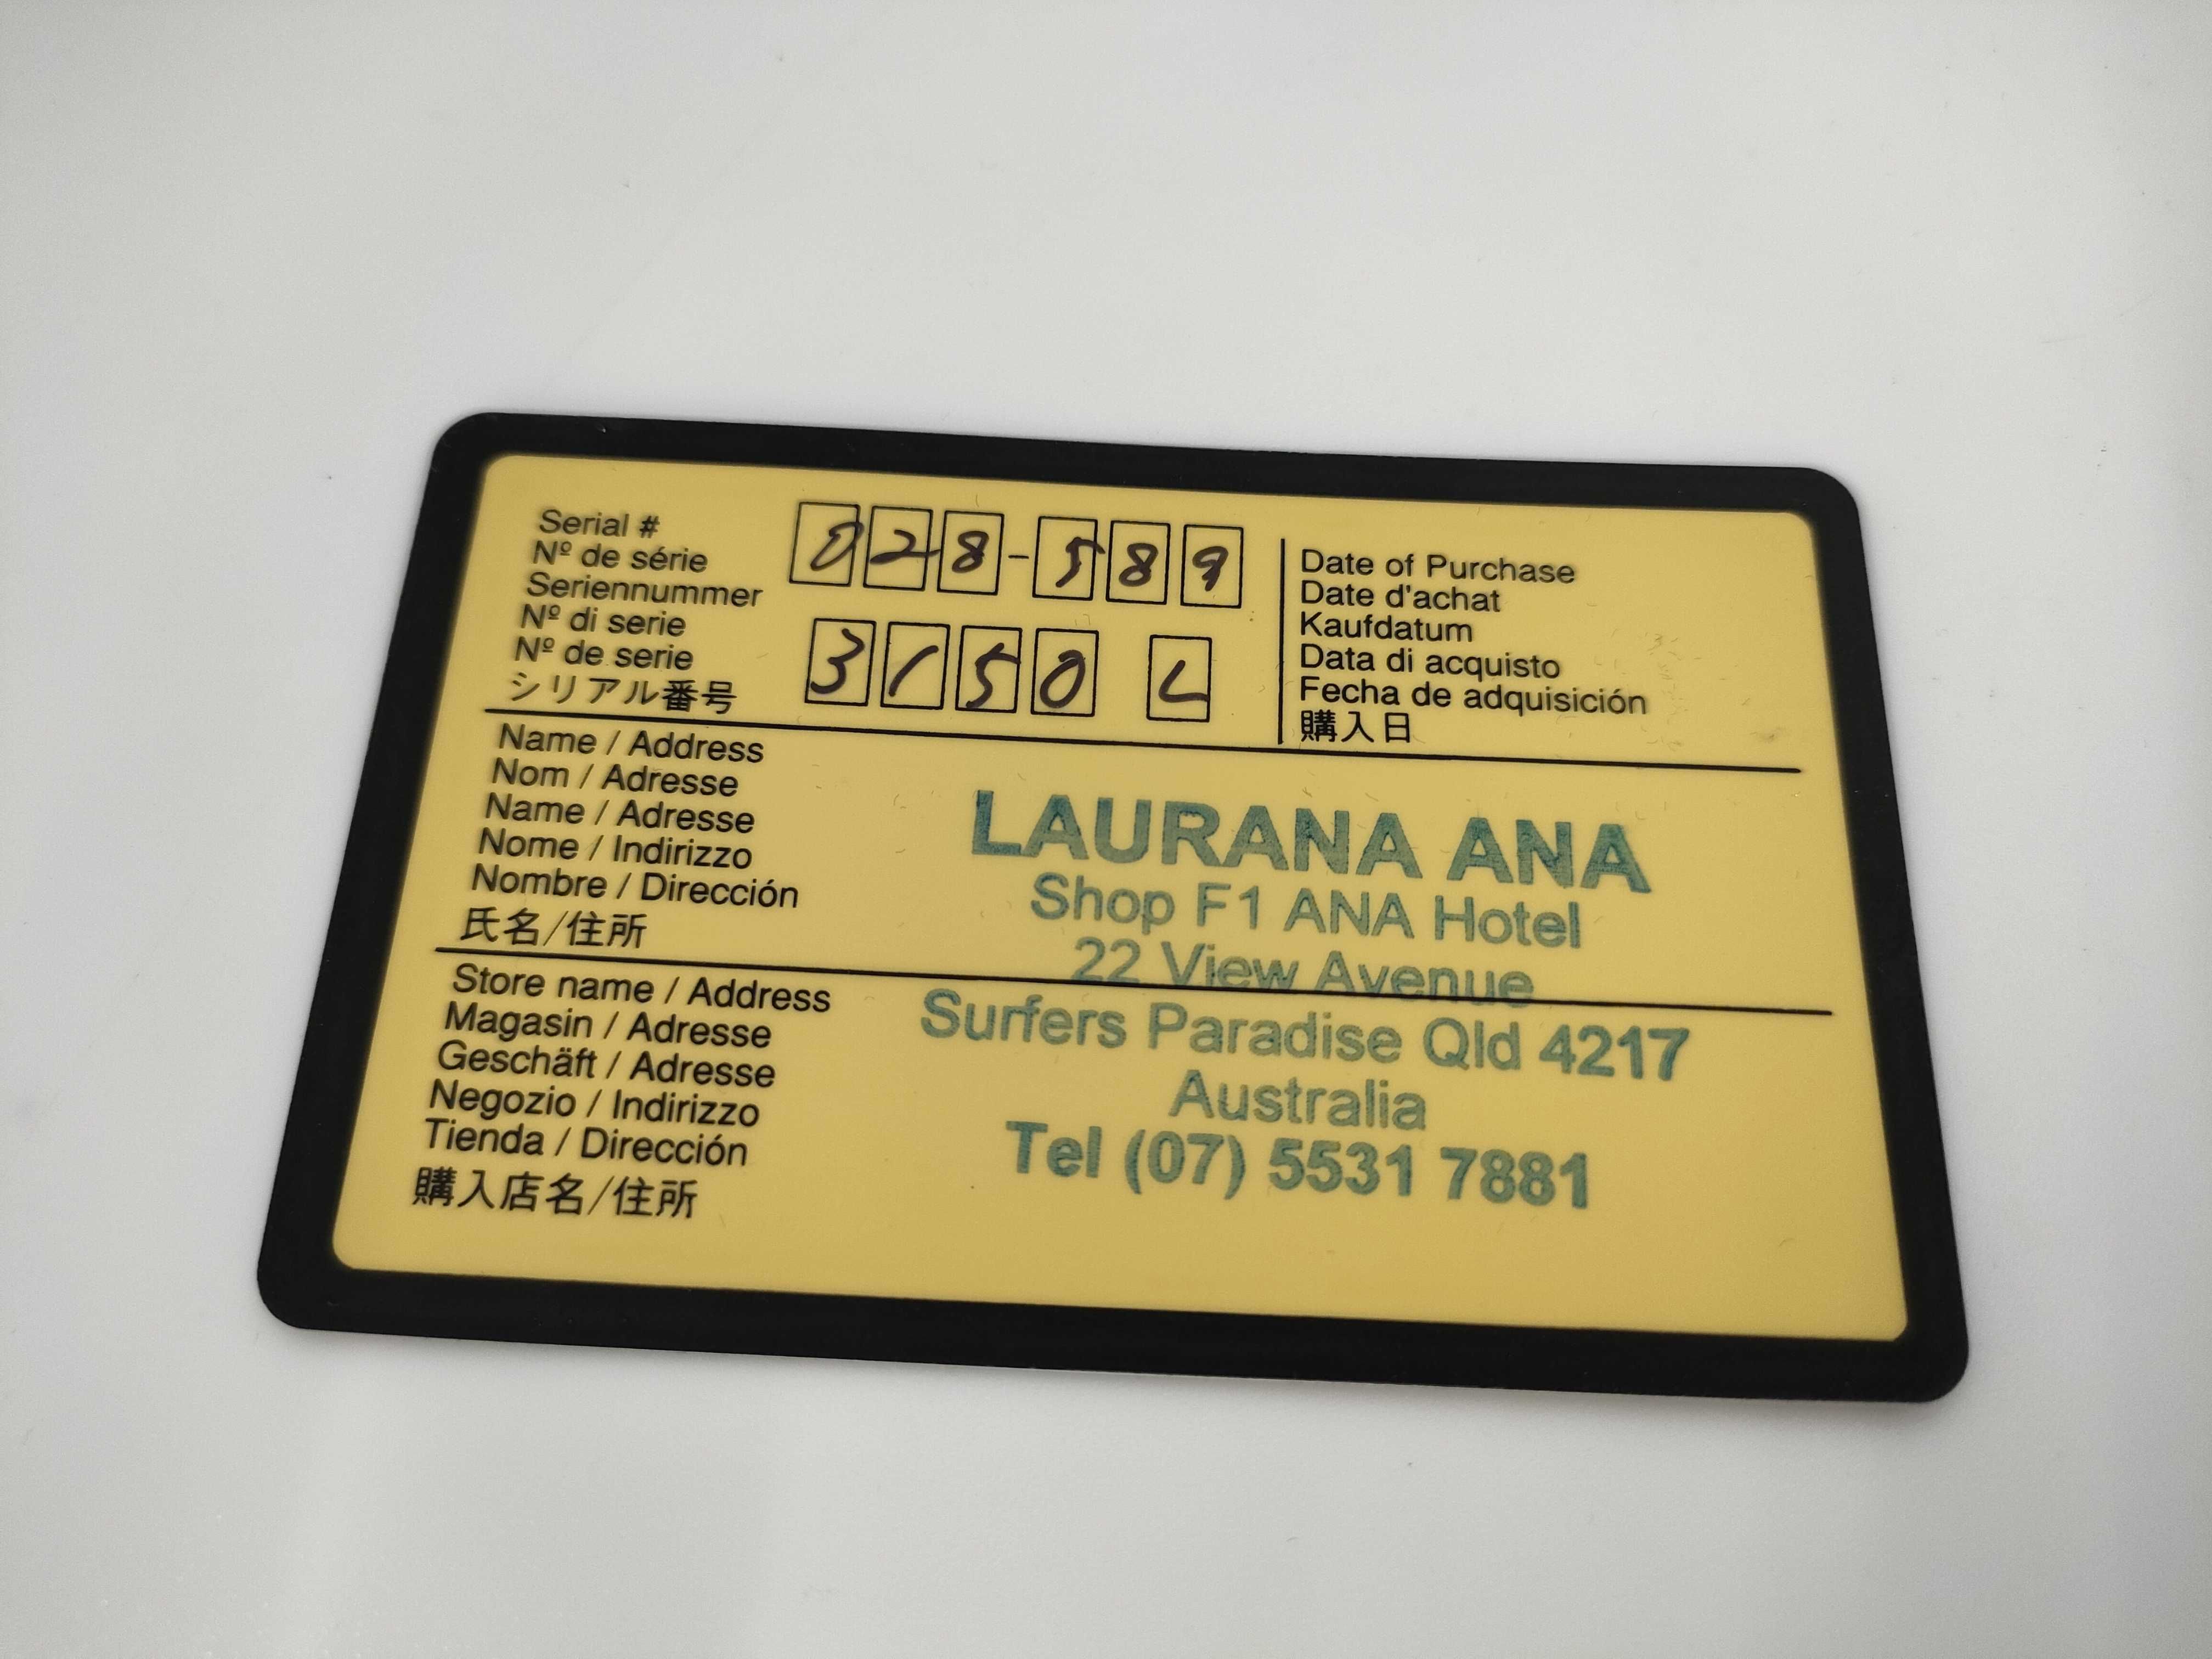 Serial #
Nº de série
Seriennummer
Nº di serie
Nº de serie
シリアル番号
028-589
3150 L
Date of Purchase
Date d'achat
Kaufdatum
Data di acquisto
Fecha de adquisición
購入日
Name / Address
Nom / Adresse
Name / Adresse
Nome / Indirizzo
Nombre / Dirección
氏名/住所
Store name / Address
Magasin / Adresse
Geschäft / Adresse
Negozio / Indirizzo
Tienda / Dirección
購入店名/住所
LAURANA ANA
Shop F1 ANA Hotel
22 View Avenue
Surfers Paradise Qld 4217
Australia
Tel (07) 5531 7881